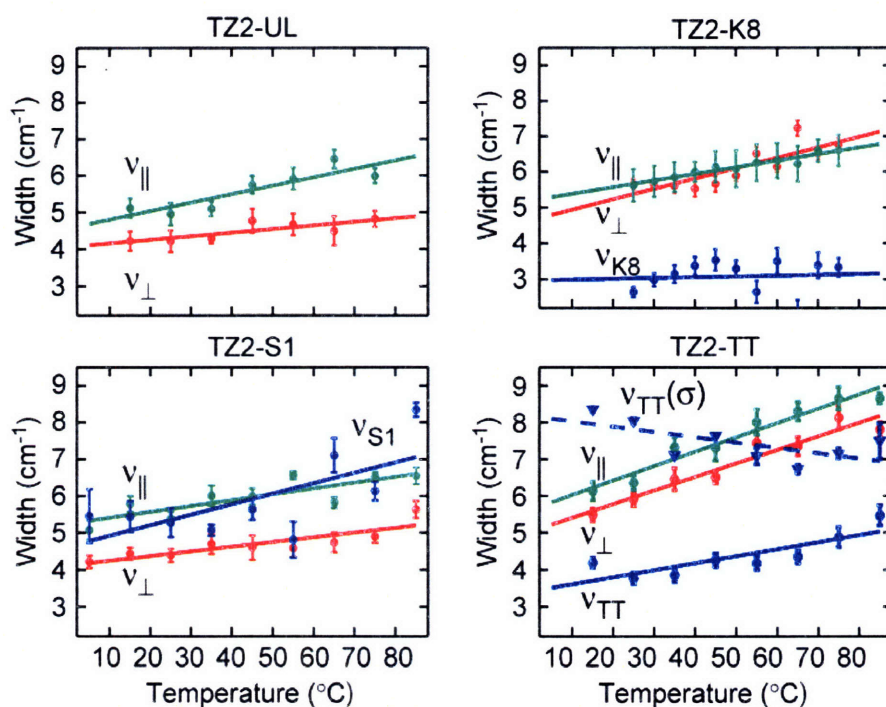 TZ2-UL
TZ2-K8
9
8
7
6
5
4
3
Width (cm⁻¹)
ν||
ν⊥
9
8
7
6
5
4
3
Width (cm⁻¹)
ν||
ν⊥
νK8
TZ2-S1
TZ2-TT
9
8
7
6
5
4
3
Width (cm⁻¹)
νS1
ν||
ν⊥
10 20 30 40 50 60 70 80
Temperature (°C)
9
8
7
6
5
4
3
Width (cm⁻¹)
νTT(σ)
ν||
ν⊥
νTT
10 20 30 40 50 60 70 80
Temperature (°C)